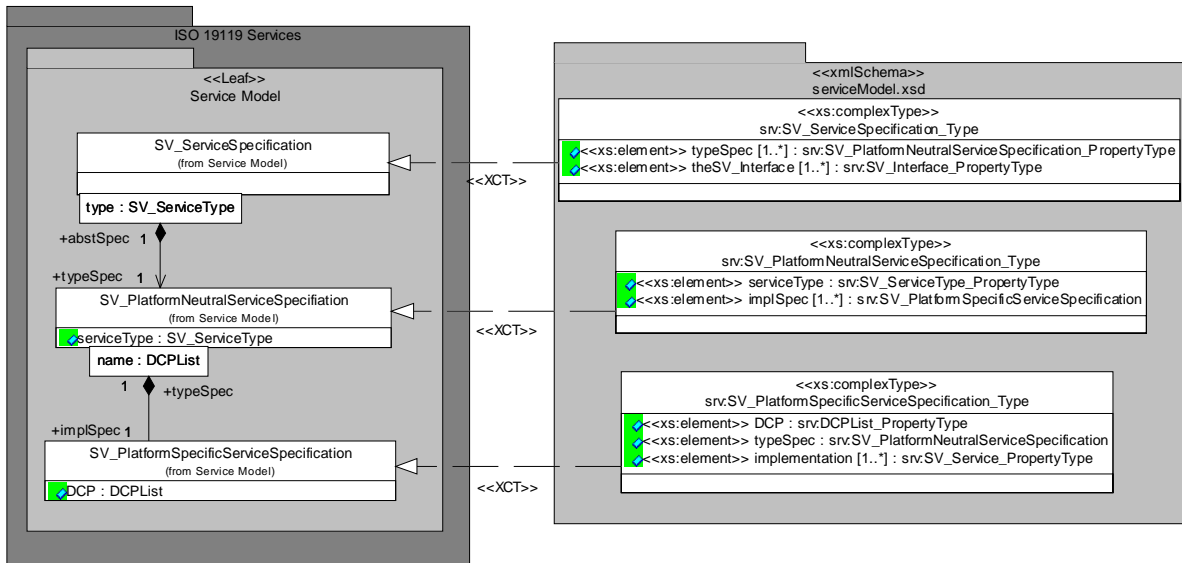 ISO 19119 Services
<<Leaf>>
Service Model
SV_ServiceSpecification
(from Service Model)
type : SV_ServiceType
+abstSpec 1
+typeSpec 1
SV_PlatformNeutralServiceSpecifiation
(from Service Model)
serviceType : SV_ServiceType
name : DCPList
1 +typeSpec
+implSpec 1
SV_PlatformSpecificServiceSpecification
(from Service Model)
DCP : DCPList
<<XCT>>
<<XCT>>
<<XCT>>
<<xmlSchema>>
serviceModel.xsd
<<xs:complexType>>
srv:SV_ServiceSpecification_Type
<<xs:element>> typeSpec [1..*] : srv:SV_PlatformNeutralServiceSpecification_PropertyType
<<xs:element>> theSV_Interface [1..*] : srv:SV_Interface_PropertyType
<<xs:complexType>>
srv:SV_PlatformNeutralServiceSpecification_Type
<<xs:element>> serviceType : srv:SV_ServiceType_PropertyType
<<xs:element>> implSpec [1..*] : srv:SV_PlatformSpecificServiceSpecification
<<xs:complexType>>
srv:SV_PlatformSpecificServiceSpecification_Type
<<xs:element>> DCP : srv:DCPList_PropertyType
<<xs:element>> typeSpec : srv:SV_PlatformNeutralServiceSpecification
<<xs:element>> implementation [1..*] : srv:SV_Service_PropertyType